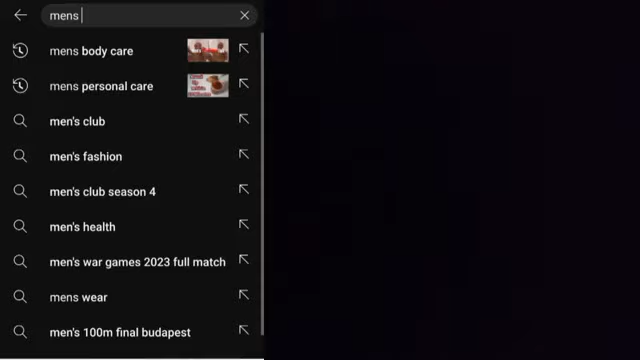 mens
mens body care
mens personal care
men's club
men's fashion
men's club season 4
men's health
men's war games 2023 full match
mens wear
men's 100m final budapest